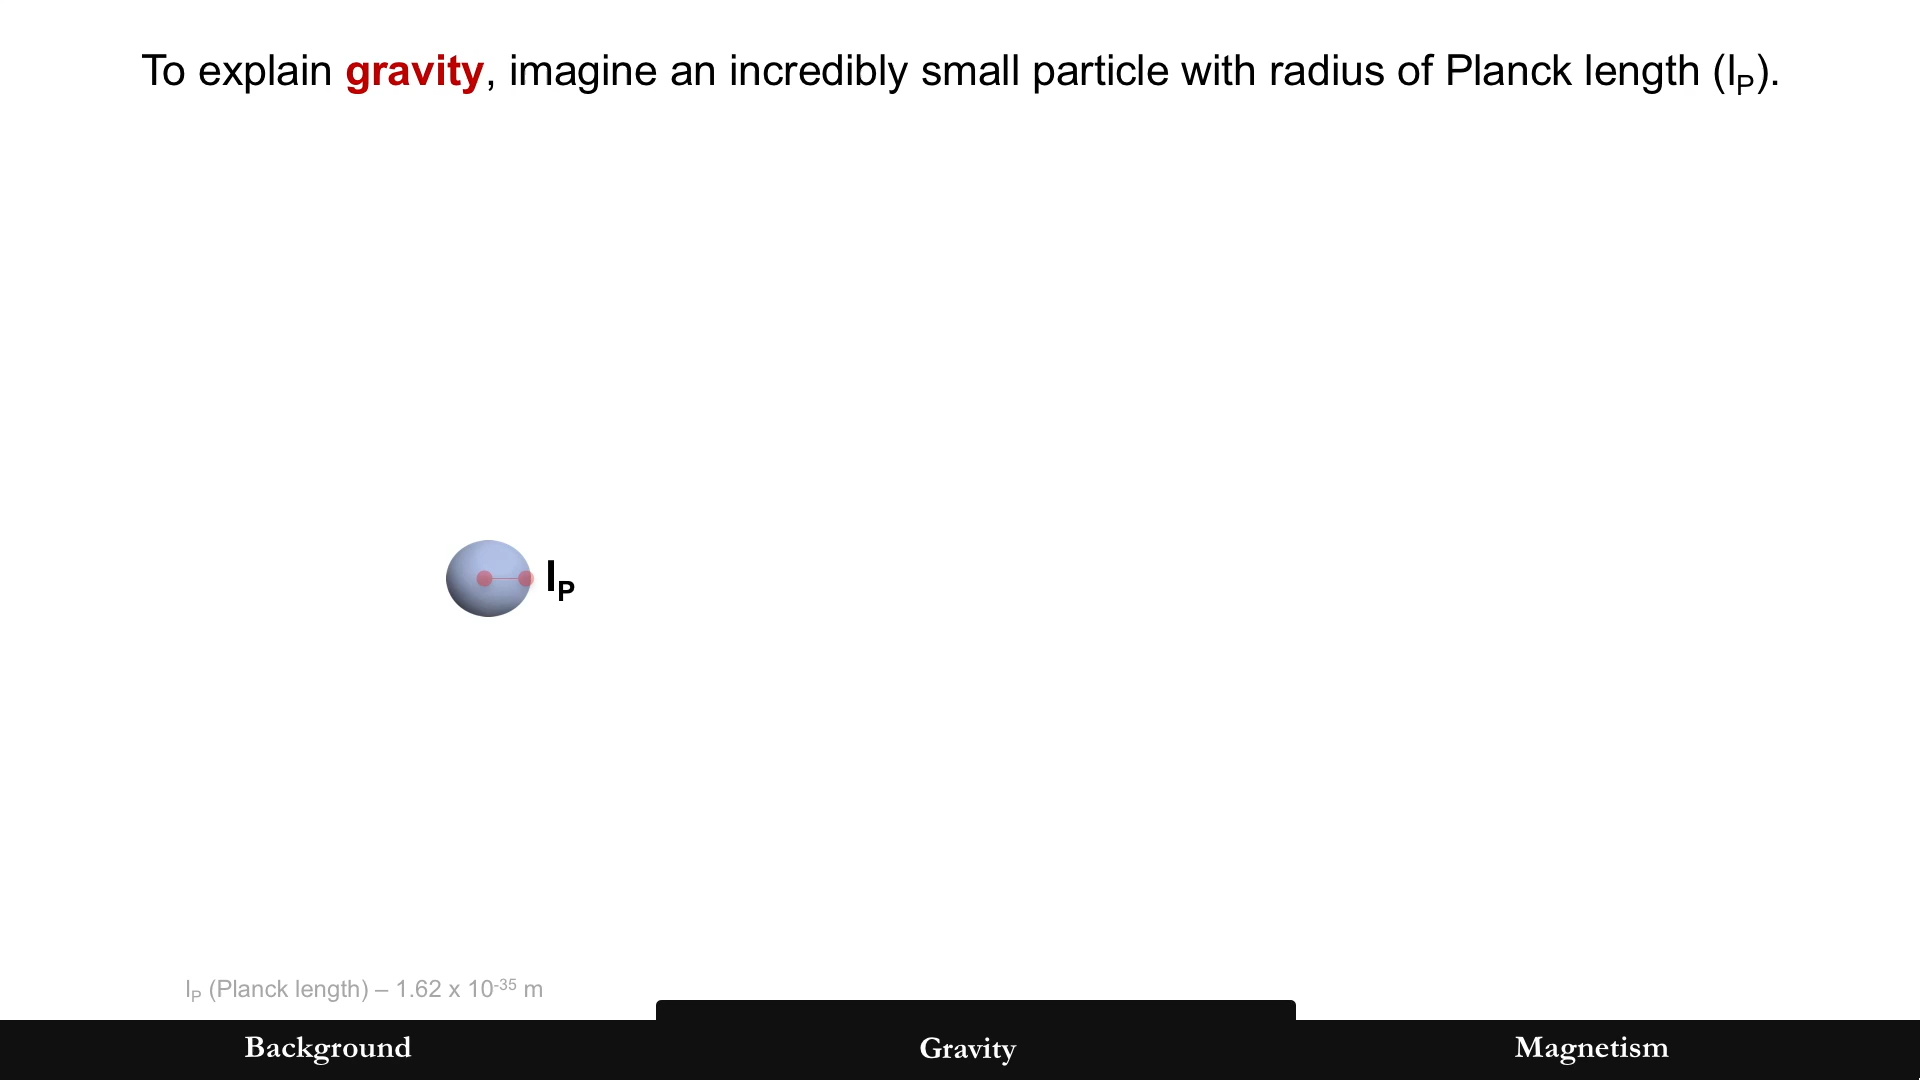 To explain gravity, imagine an incredibly small particle with radius of Planck length (lP).
lP
lP (Planck length) – 1.62 x 10-35 m
Background
Gravity
Magnetism